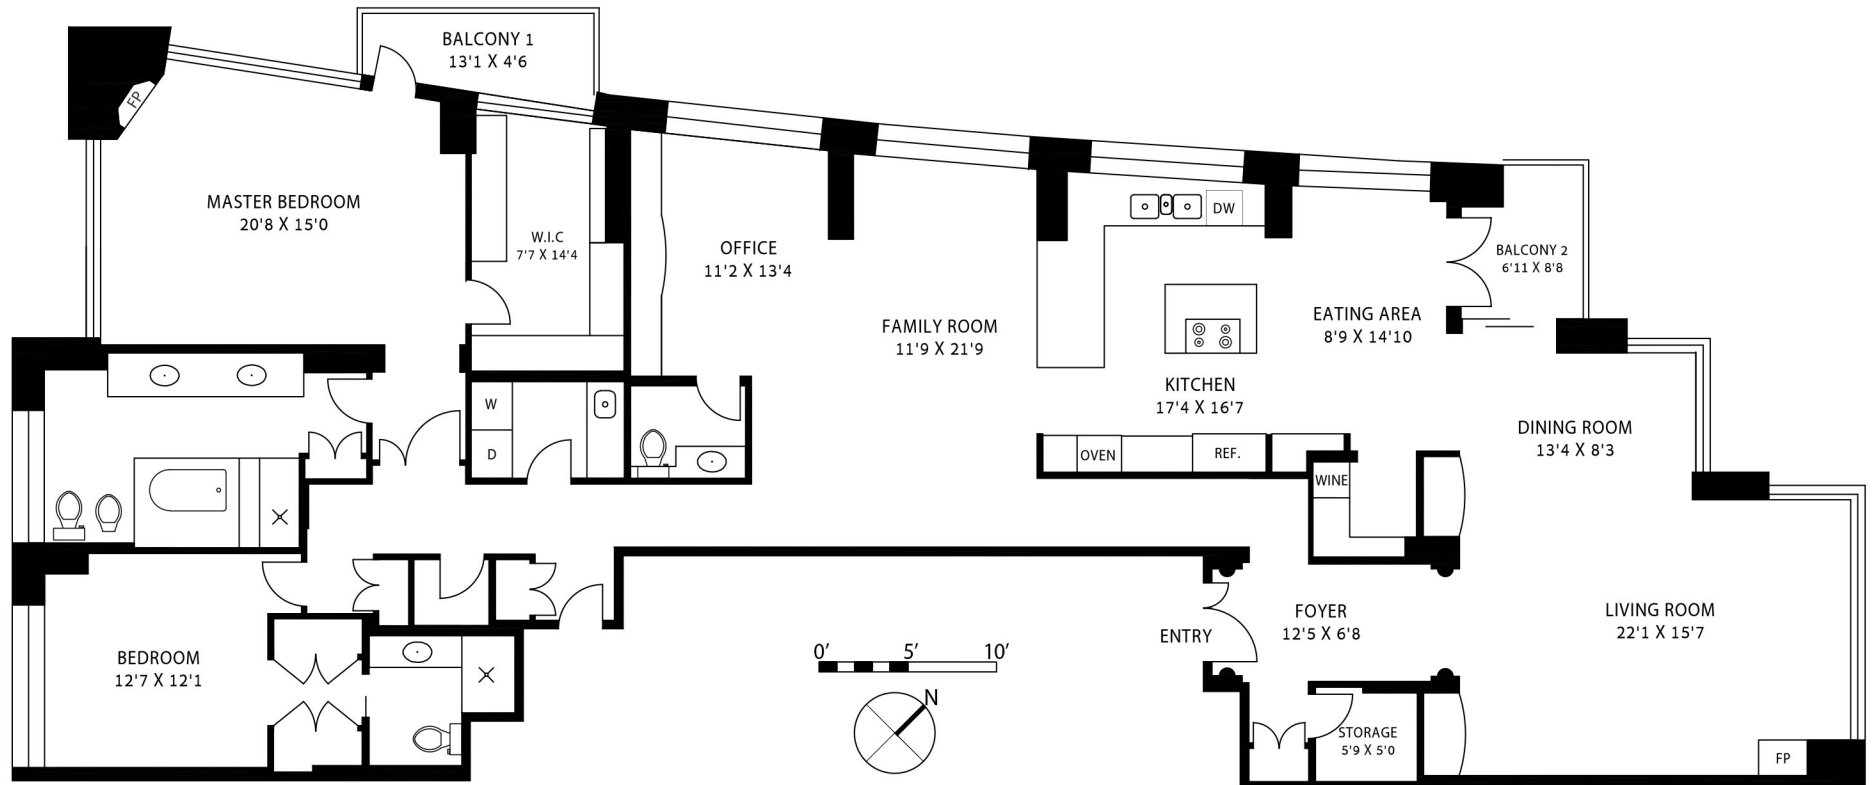 BALCONY 1
13'1 X 4'6
FP
MASTER BEDROOM
20'8 X 15'0
W.I.C
7'7 X 14'4
OFFICE
11'2 X 13'4
DW
BALCONY 2
6'11 X 8'8
EATING AREA
8'9 X 14'10
FAMILY ROOM
11'9 X 21'9
KITCHEN
17'4 X 16'7
W
D
DINING ROOM
13'4 X 8'3
OVEN
REF.
WINE
FOYER
12'5 X 6'8
ENTRY
LIVING ROOM
22'1 X 15'7
BEDROOM
12'7 X 12'1
0’ 5’ 10’
N
STORAGE
5'9 X 5'0
FP